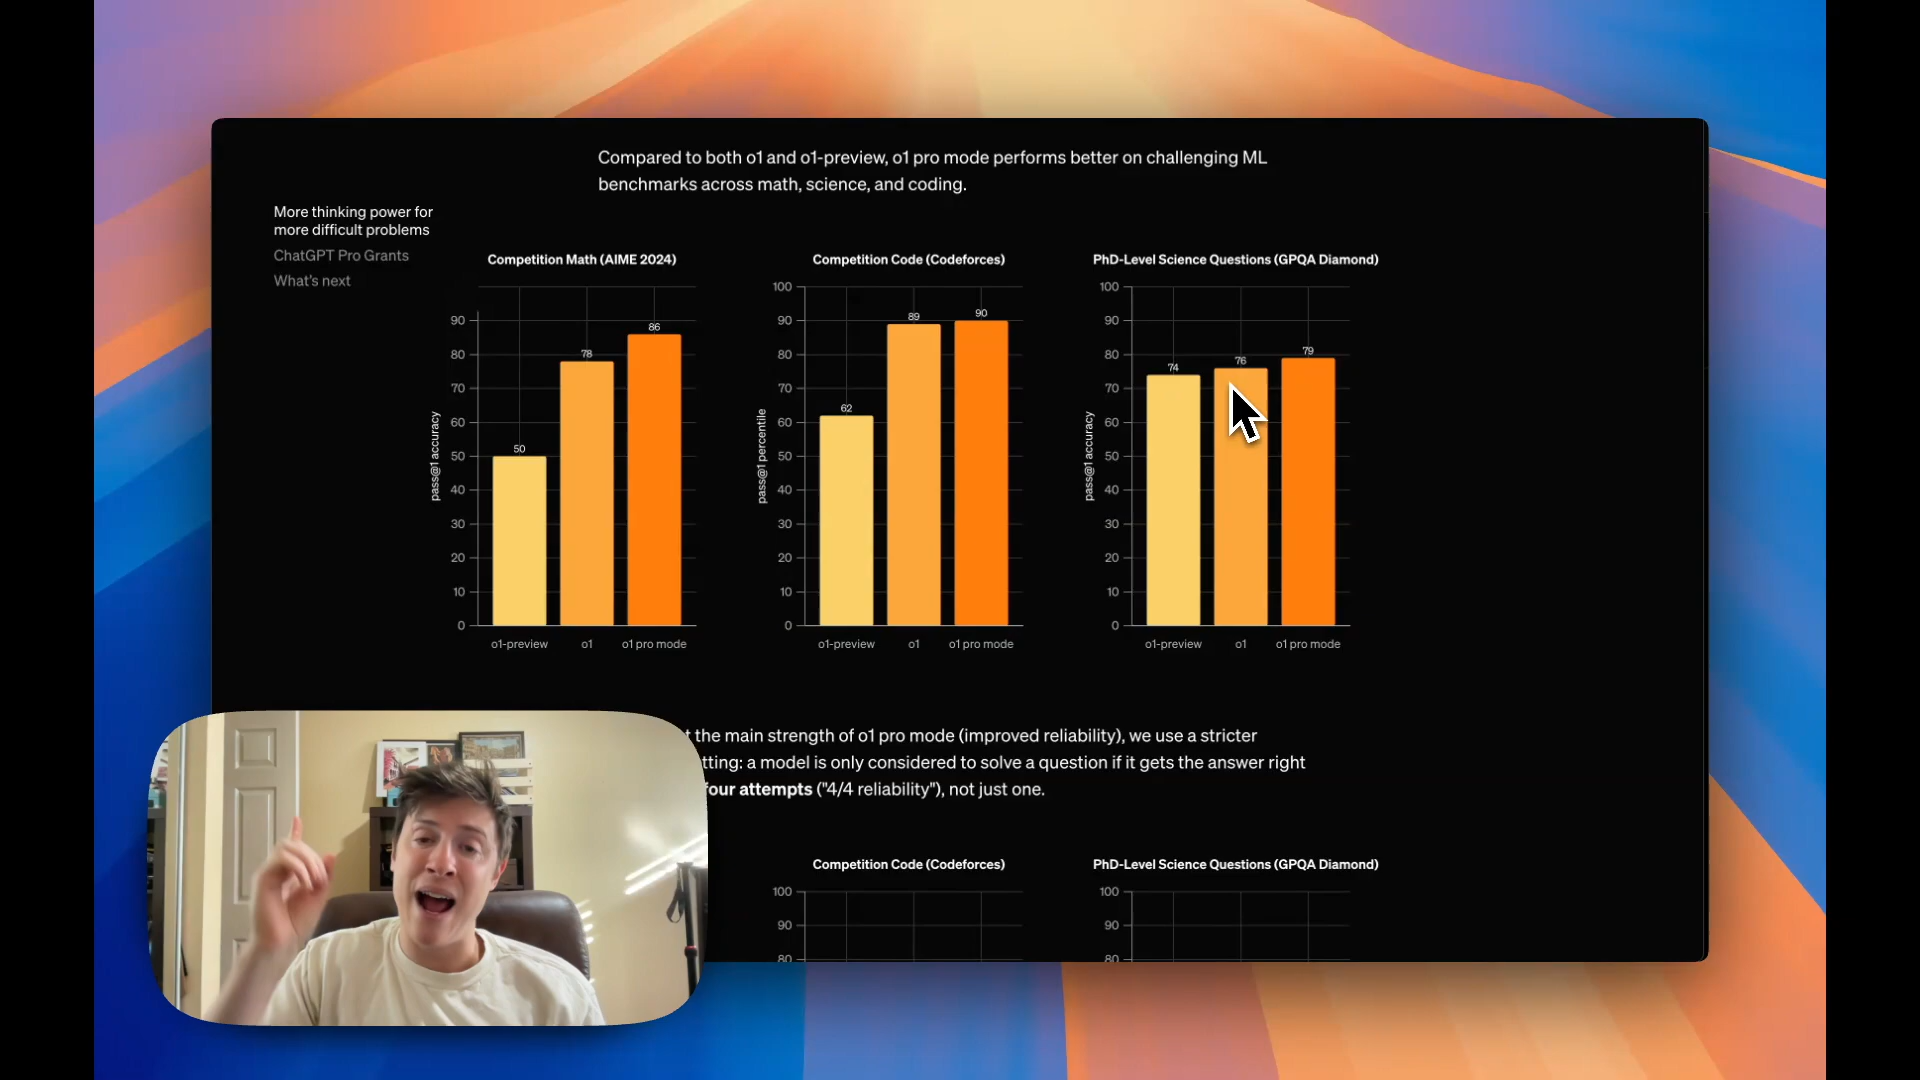 Compared to both o1 and o1-preview, o1 pro mode performs better on challenging ML
benchmarks across math, science, and coding.
More thinking power for
more difficult problems
ChatGPT Pro Grants
What's next
Competition Math (AIME 2024)
90
80
70
60
50
40
30
20
10
0
pass@1 accuracy
50
78
86
o1-preview
o1
o1 pro mode
Competition Code (Codeforces)
100
90
80
70
60
50
40
30
20
10
0
pass@1 percentile
62
89
90
o1-preview
o1
o1 pro mode
PhD-Level Science Questions (GPQA Diamond)
100
90
80
70
60
50
40
30
20
10
0
pass@1 accuracy
74
76
79
o1-preview
o1
o1 pro mode
the main strength of o1 pro mode (improved reliability), we use a stricter
tting: a model is only considered to solve a question if it gets the answer right
four attempts ("4/4 reliability"), not just one.
Competition Code (Codeforces)
100
90
80
PhD-Level Science Questions (GPQA Diamond)
100
90
80